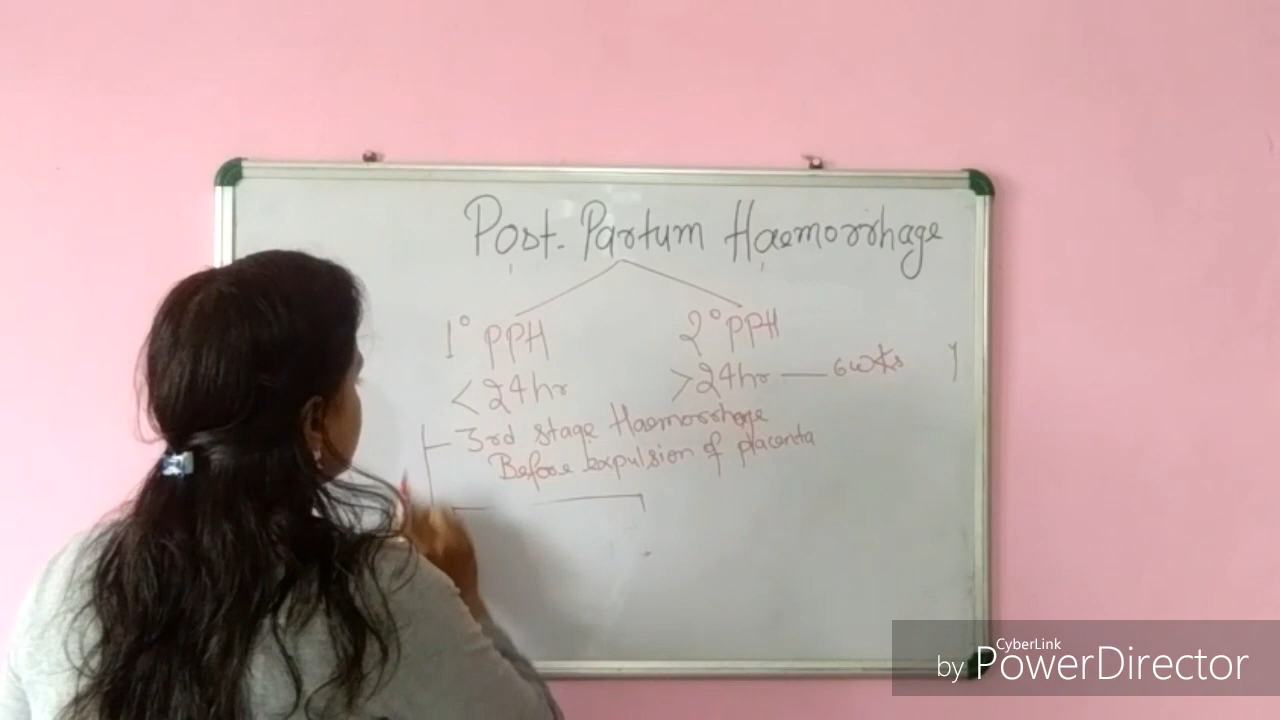 Post-Partum Haemorrhage
1° PPH
2° PPH
<24hr
>24hr — 6wks
3rd stage Haemorrhage
Before expulsion of placenta
CyberLink
by PowerDirector